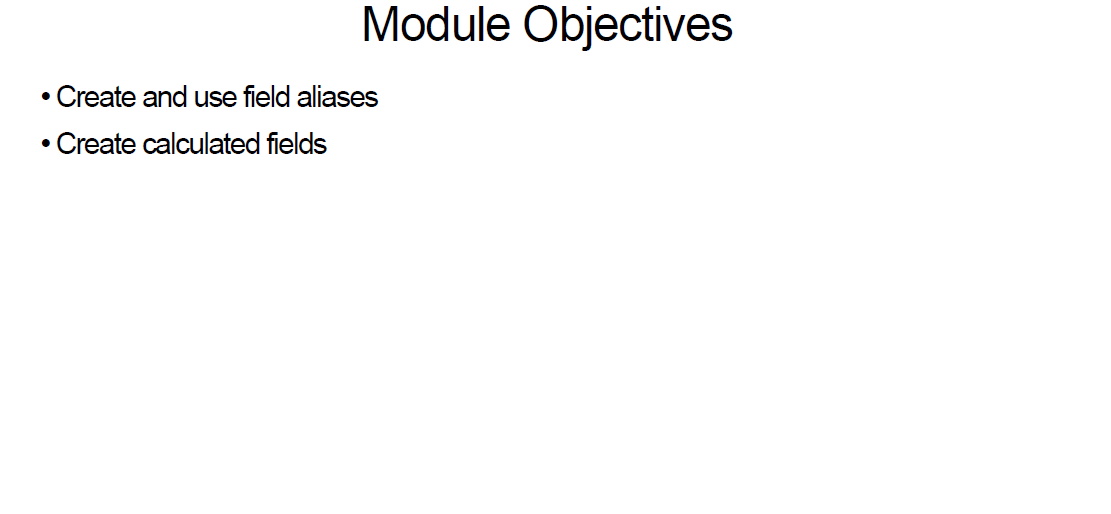 Module Objectives
• Create and use field aliases
• Create calculated fields